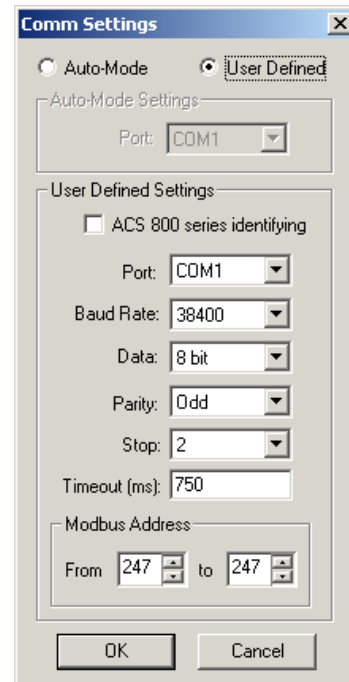 Comm Settings
Auto-Mode User Defined
Auto-Mode Settings
Port: COM1
User Defined Settings
ACS 800 series identifying
Port: COM1
Baud Rate: 38400
Data: 8 bit
Parity: Odd
Stop: 2
Timeout (ms): 750
Modbus Address
From 247 to 247
OK Cancel